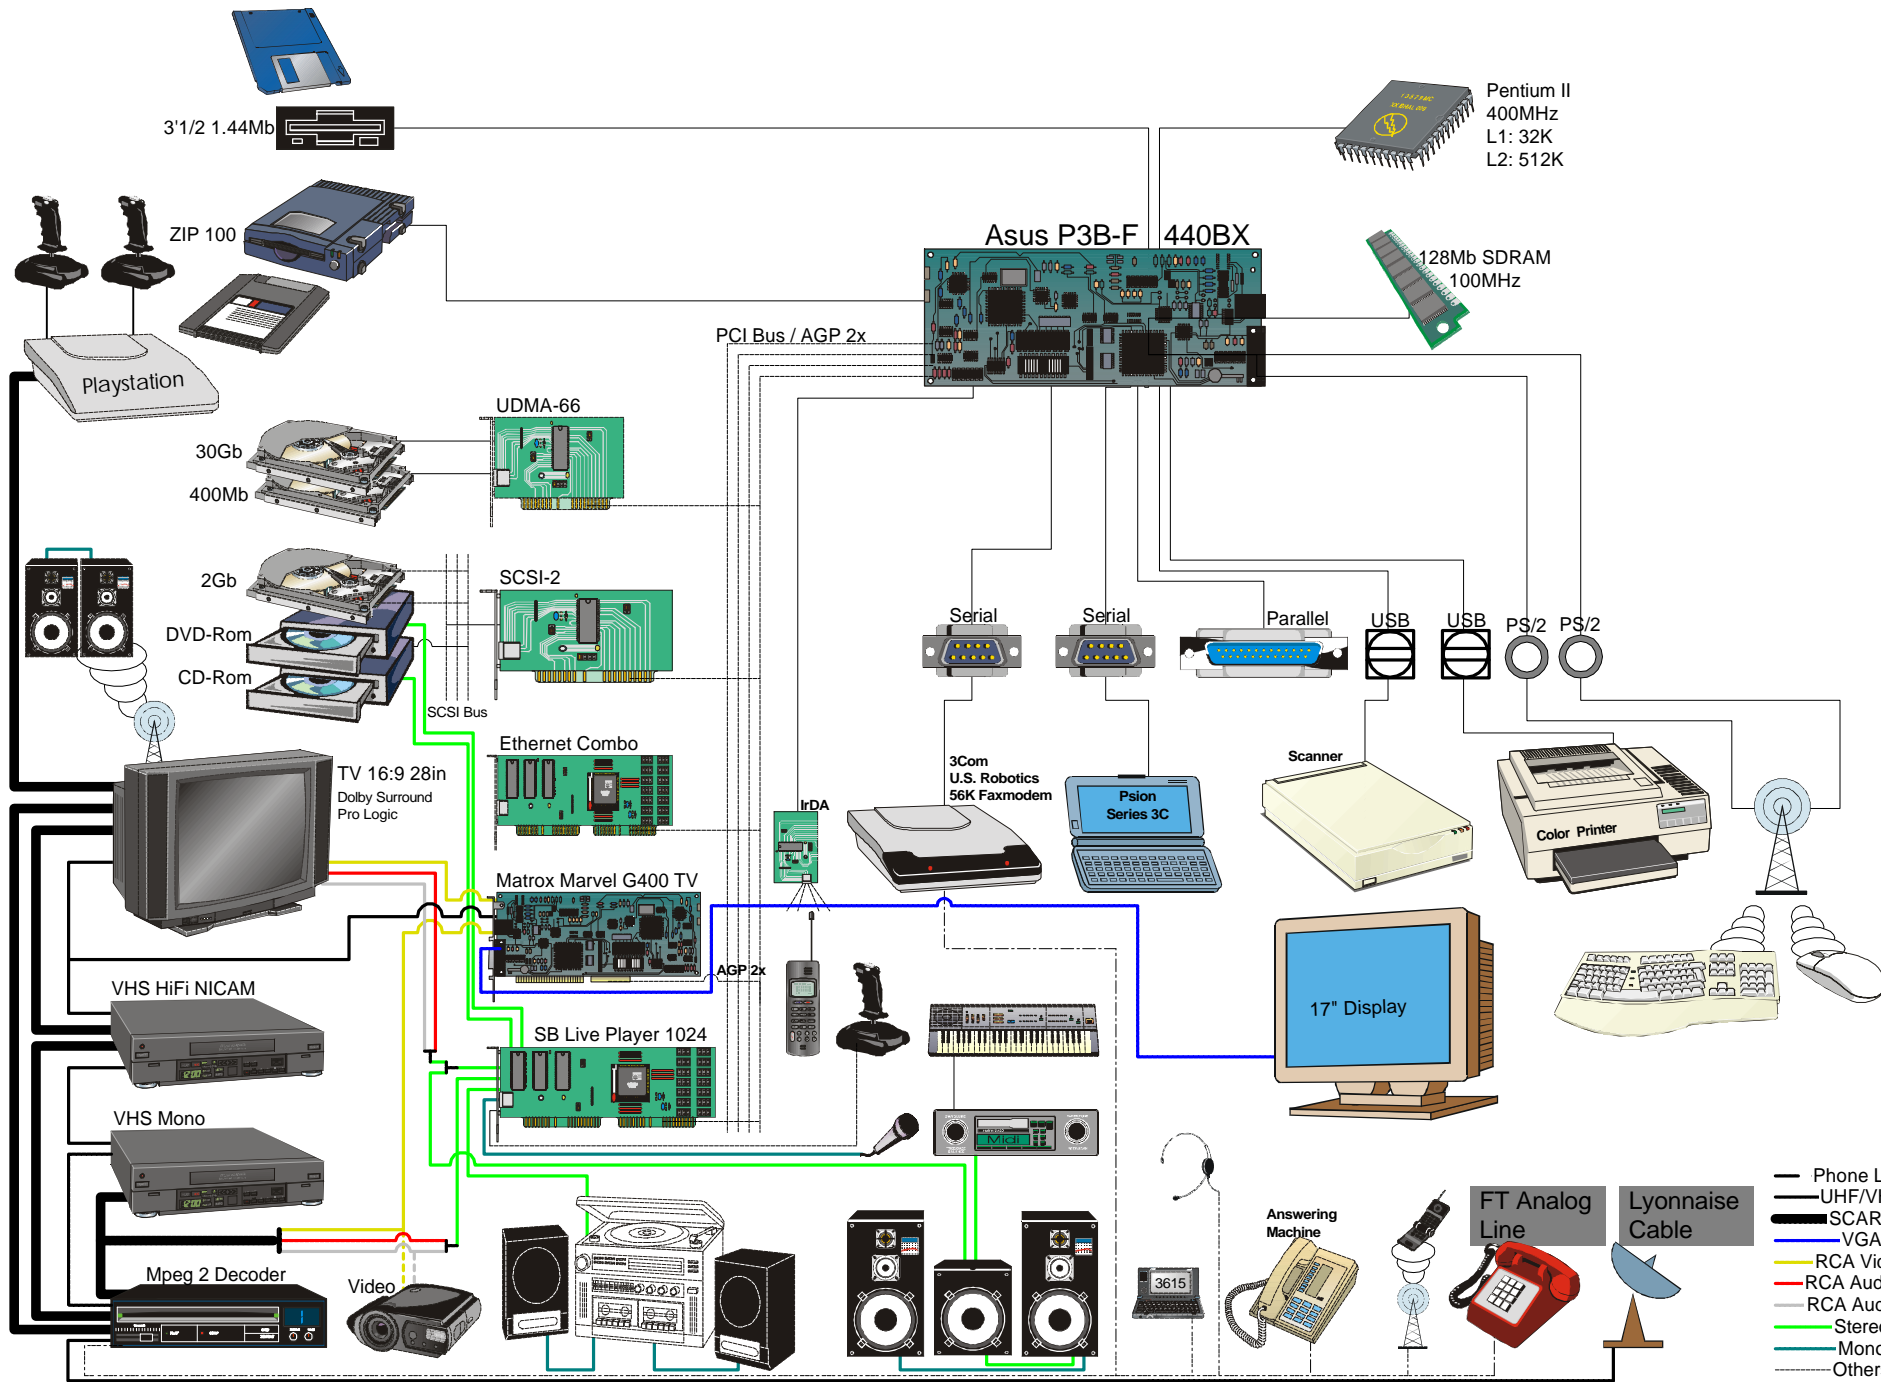 3'1/2 1.44Mb
Pentium II
400MHz
L1: 32K
L2: 512K
ZIP 100
Asus P3B-F 440BX
128Mb SDRAM
100MHz
PCI Bus / AGP 2x
Playstation
UDMA-66
30Gb
400Mb
2Gb
SCSI-2
DVD-Rom
CD-Rom
SCSI Bus
Serial
Serial
Parallel
USB
USB
PS/2
PS/2
Ethernet Combo
TV 16:9 28in
Dolby Surround
Pro Logic
3Com
U.S. Robotics
56K Faxmodem
Psion
Series 3C
Scanner
Color Printer
IrDA
Matrox Marvel G400 TV
AGP 2x
VHS HiFi NICAM
17" Display
SB Live Player 1024
VHS Mono
Midi
Mpeg 2 Decoder
Video
3615
Answering
Machine
FT Analog
Line
Lyonnaise
Cable
Phone L
UHF/VH
SCAR
VGA
RCA Vid
RCA Aud
RCA Aud
Stereo
Mono
Other